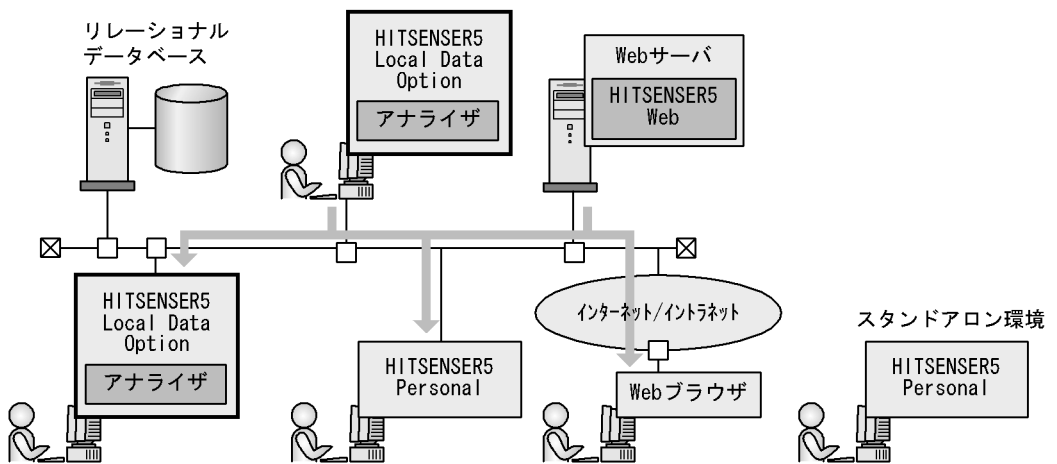 リレーショナル
データベース
HITSENSER5
Local Data
Option
アナライザ
Webサーバ
HITSENSER5
Web
HITSENSER5
Local Data
Option
アナライザ
HITSENSER5
Personal
インターネット/イントラネット
Webブラウザ
スタンドアロン環境
HITSENSER5
Personal